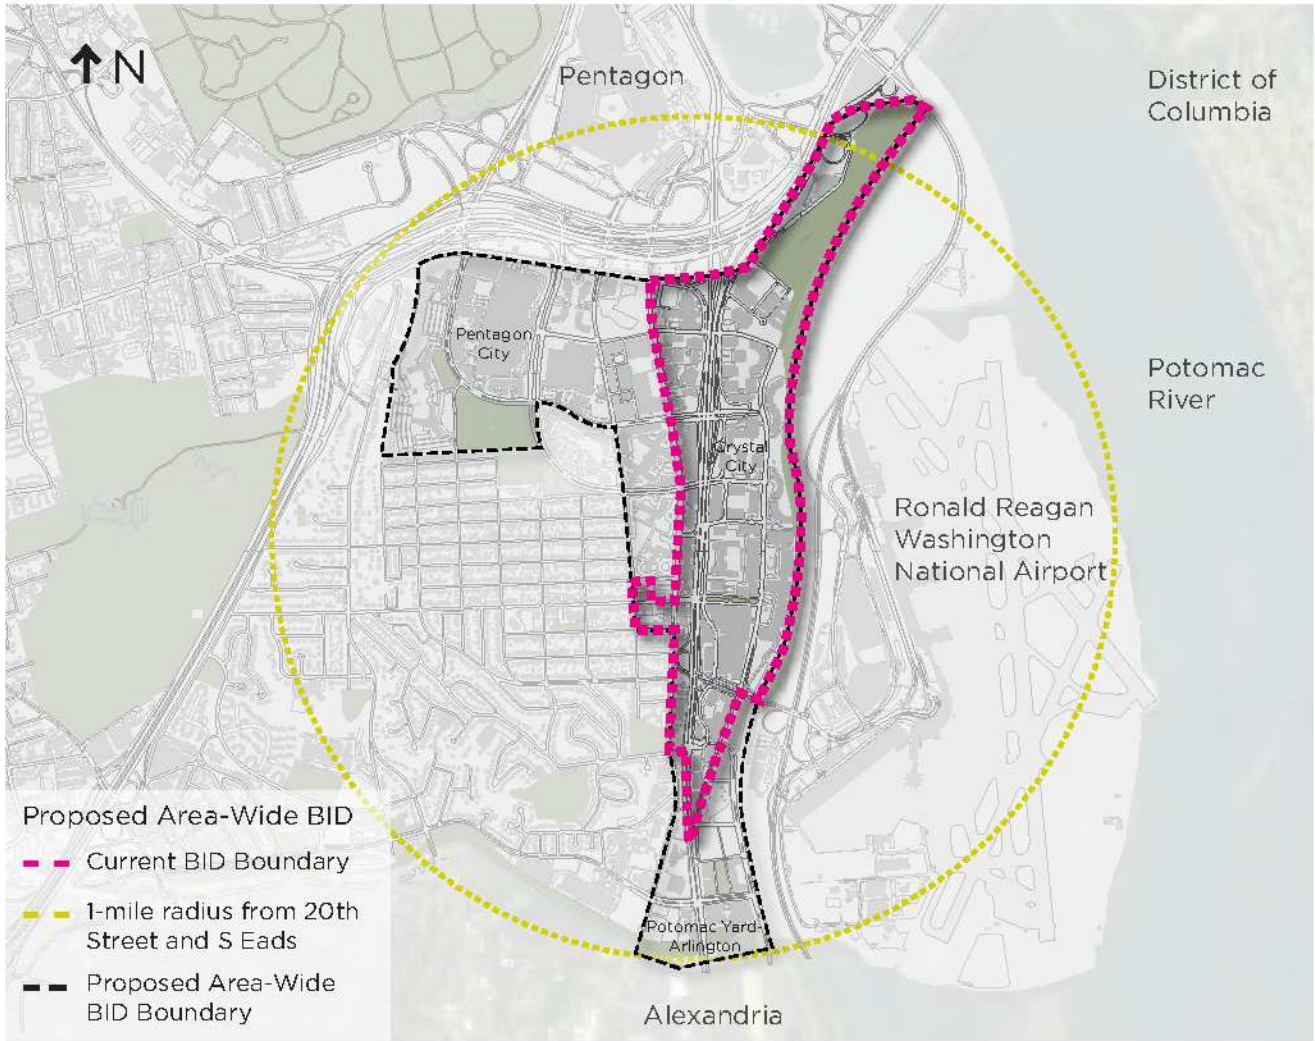 N
Pentagon
District of
Columbia
Pentagon
City
Potomac
River
Crystal
City
Ronald Reagan
Washington
National Airport
Proposed Area-Wide BID
Current BID Boundary
1-mile radius from 20th
Street and S Eads
Proposed Area-Wide
BID Boundary
Potomac Yard-
Arlington
Alexandria